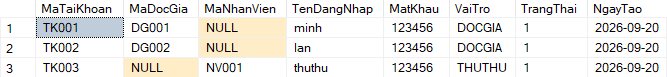 MaTaiKhoan MaDocGia MaNhanVien TenDangNhap MatKhau VaiTro TrangThai NgayTao
1 TK001 DG001 NULL minh 123456 DOCGIA 1 2026-09-20
2 TK002 DG002 NULL lan 123456 DOCGIA 1 2026-09-20
3 TK003 NULL NV001 thuthu 123456 THUTHU 1 2026-09-20